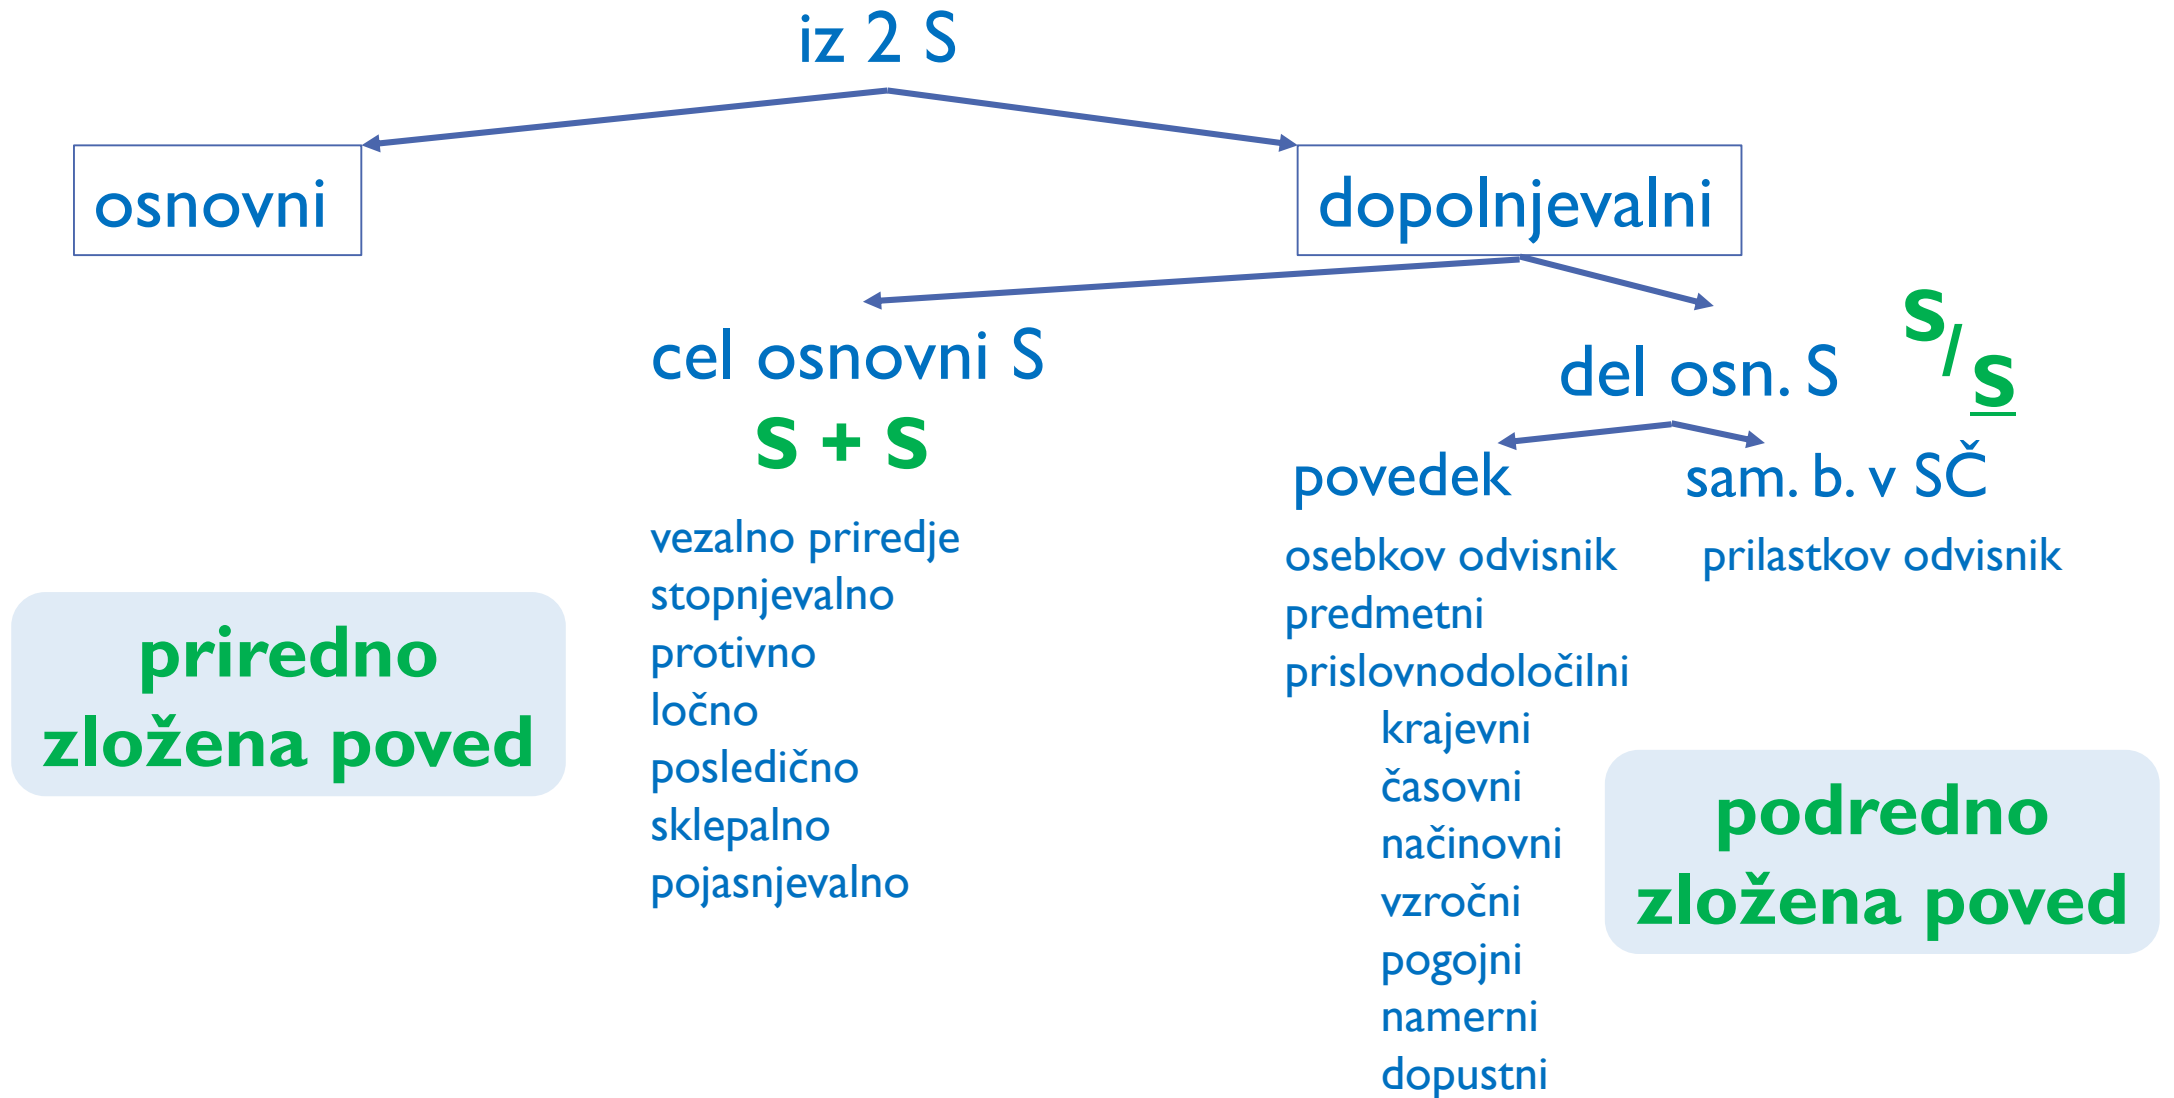 iz 2 S
osnovni
dopolnjevalni
cel osnovni S
S + S
del osn. S
S/S
povedek
sam. b. v SČ
vezalno priredje
stopnjevalno
protivno
ločno
posledično
sklepalno
pojasnjevalno
osebkov odvisnik
predmetni
prislovnodoločilni
krajevni
časovni
načinovni
vzročni
pogojni
namerni
dopustni
prilastkov odvisnik
priredno
zložena poved
podredno
zložena poved